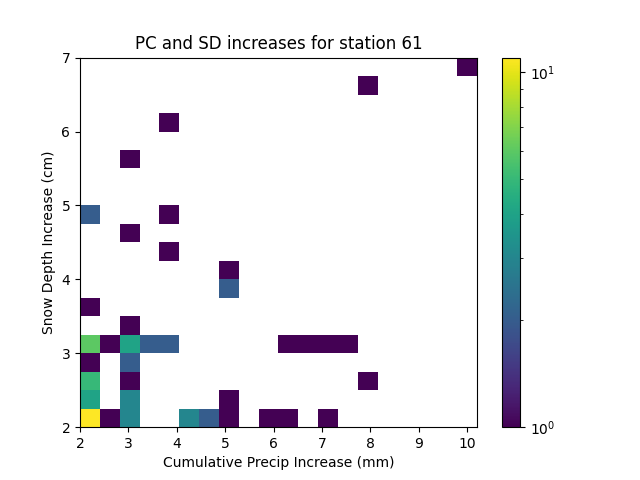 PC and SD increases for station 61
7
6
5
4
3
2
Snow Depth Increase (cm)
2 3 4 5 6 7 8 9 10
Cumulative Precip Increase (mm)
10¹
10⁰